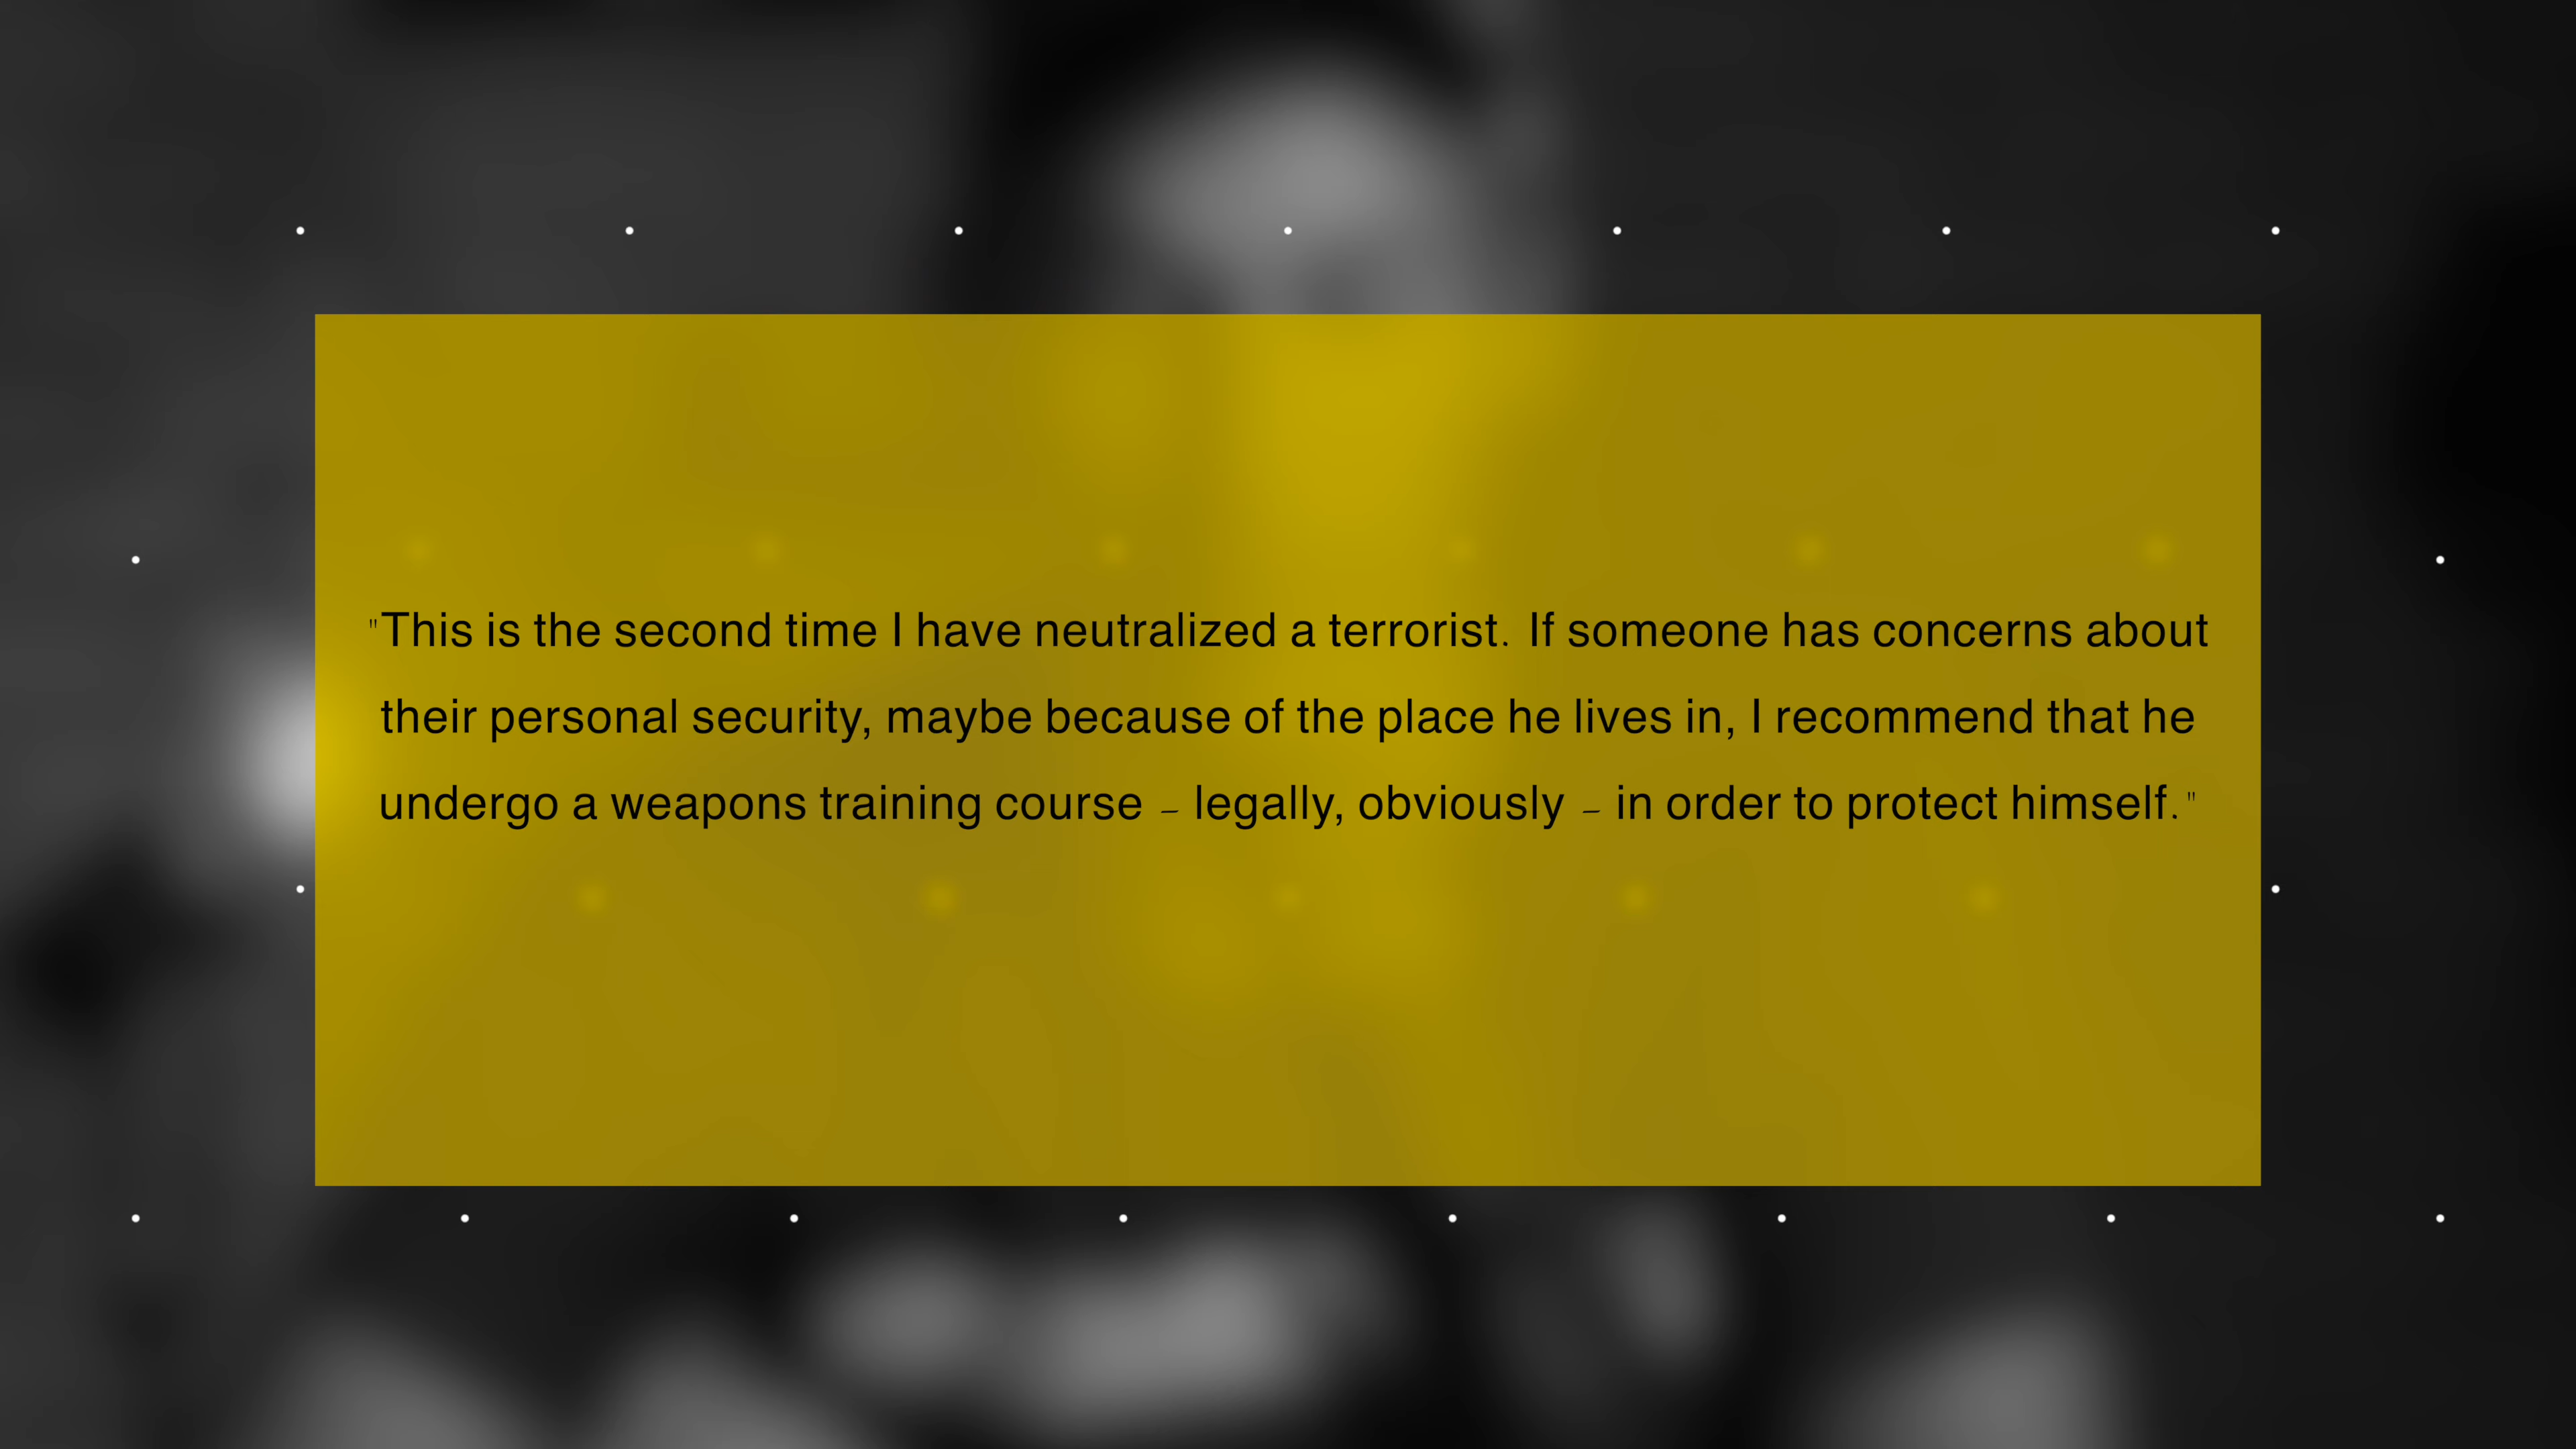 "This is the second time I have neutralized a terrorist. If someone has concerns about
their personal security, maybe because of the place he lives in, I recommend that he
undergo a weapons training course – legally, obviously – in order to protect himself."